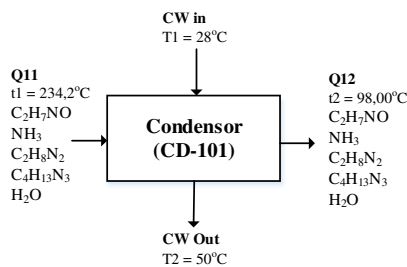 CW in
T1 = 28°C
Q11
t1 = 234,2°C
C₂H₇NO
NH₃
C₂H₈N₂
C₄H₁₃N₃
H₂O
Condensor
(CD-101)
Q12
t2 = 98,00°C
C₂H₇NO
NH₃
C₂H₈N₂
C₄H₁₃N₃
H₂O
CW Out
T2 = 50°C